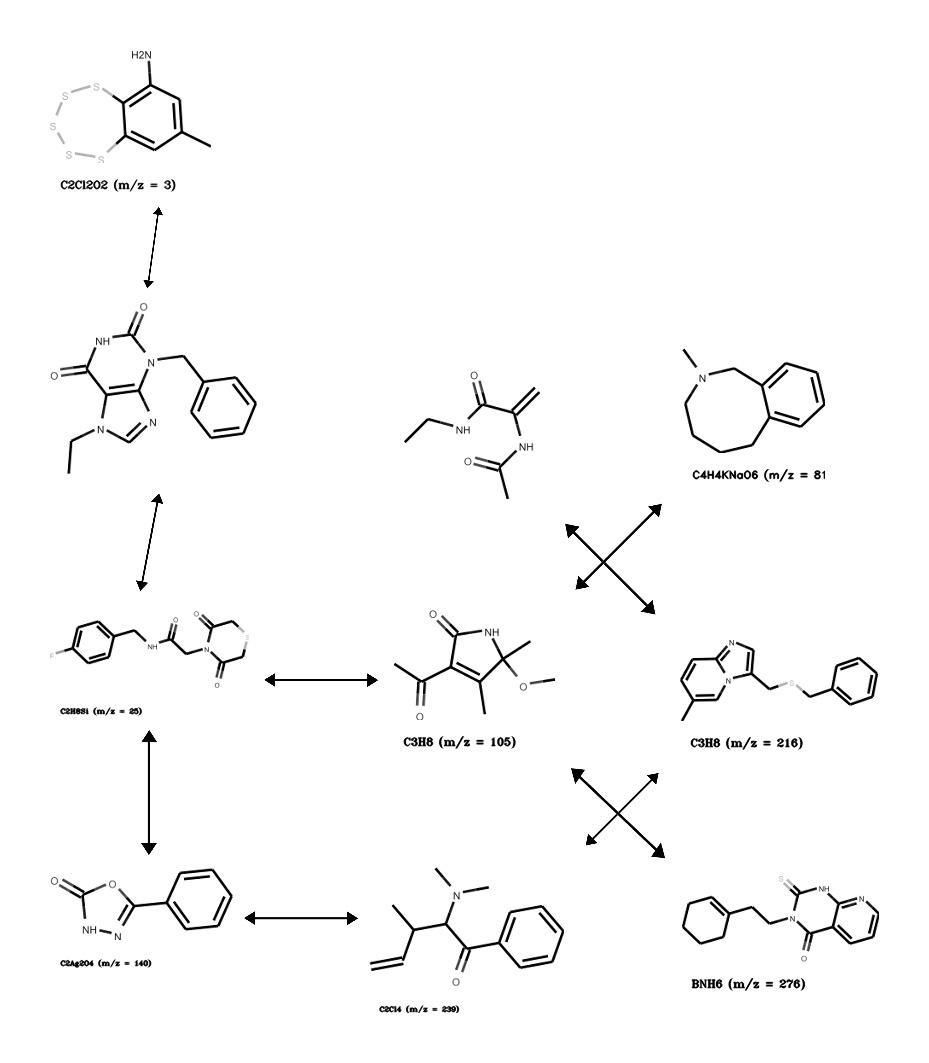 H2N
S
S
S
S
S
C2Cl2O2 (m/z = 3)
O
NH
O
N
N
N
O
NH
NH
O
N
C4H4KNaO6 (m/z = 81
F
NH
O
O
N
S
O
C2H8Si (m/z = 25)
O
NH
O
O
C3H8 (m/z = 105)
N
N
S
C3H8 (m/z = 216)
O
O
NH
N
C2Ag2O4 (m/z = 140)
N
O
C2Cl4 (m/z = 239)
S
NH
N
N
O
BNH6 (m/z = 276)